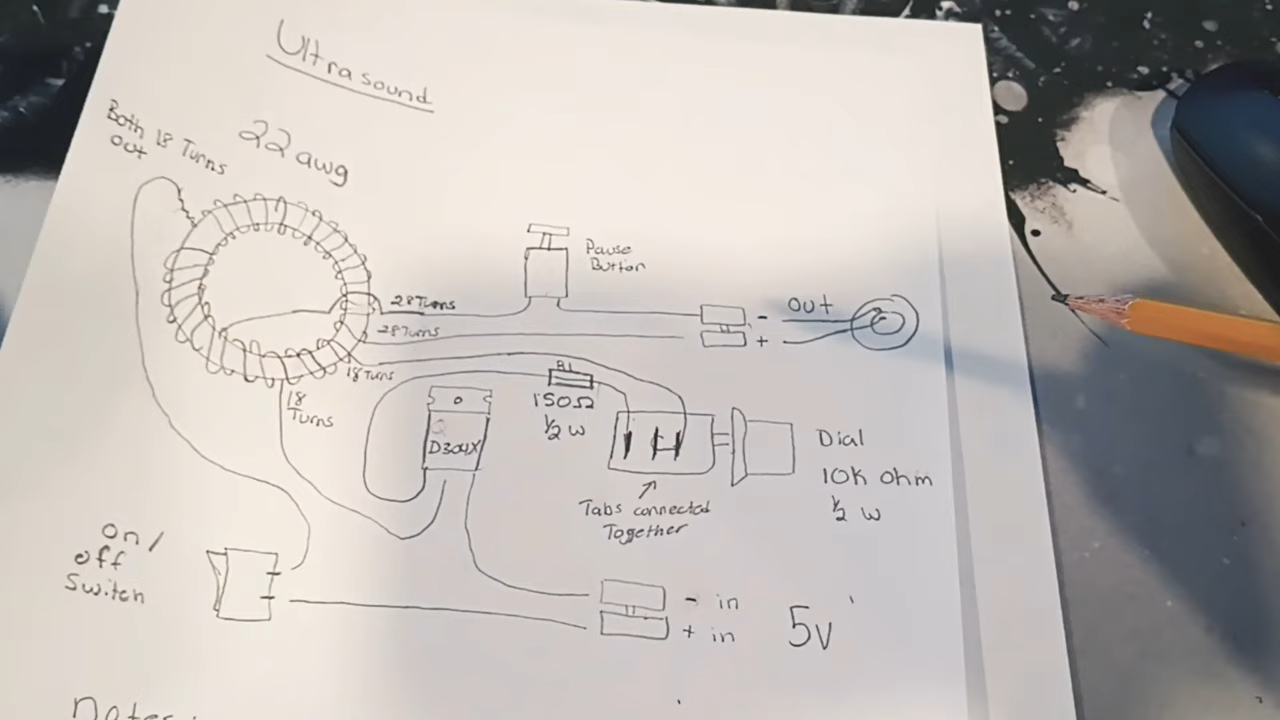 Ultrasound
Both 18 Turns
out
22 awg
Pause
Button
28 Turns
28 Turns
18 Turns
18
Turns
- out
+
R1
150Ω
1/2 w
D304X
Dial
10K ohm
1/2 w
Tabs connected
Together
on/
off
Switch
- in
+ in
5v
Notes: